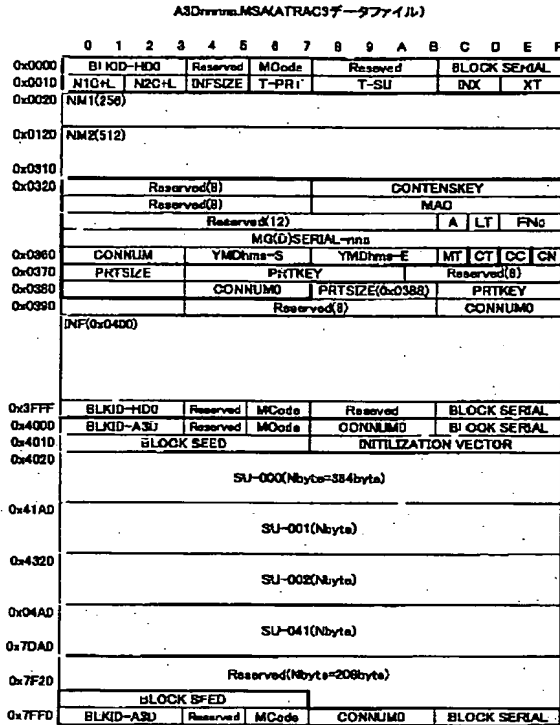 A3Dnnnnn.MSA(ATRAC3データファイル)
0 1 2 3 4 5 6 7 8 9 A B C D E F
0x0000 BLKID-HD0 Reserved MCode Reseved BLOCK SERIAL
0x0010 N1C+L N2C+L INFSIZE T-PRT T-SU INX XT
0x0020 NM1(256)
0x0120 NM2(512)
0x0310
0x0320 Reserved(8) CONTENSKEY
Reserved(8) MAC
Reserved(12) A LT FNo
MG(D)SERIAL-nnn
0x0360 CONNUM YMDhms-S YMDhms-E MT CT CC CN
0x0370 PRTSIZE PRTKEY Reserved(8)
0x0380 CONNUM0 PRTSIZE(0x0388) PRTKEY
0x0390 Reserved(8) CONNUM0
INF(0x0400)
0x3FFF BLKID-HD0 Reserved MCode Reseved BLOCK SERIAL
0x4000 BLKID-A3D Reserved MCode CONNUM0 BLOCK SERIAL
0x4010 BLOCK SEED INITILIZATION VECTOR
0x4020
SU-000(Nbyte=384byte)
0x41A0
SU-001(Nbyte)
0x4320
SU-002(Nbyte)
0x04A0
SU-041(Nbyte)
0x7DA0
Reserved(Nbyte=208byte)
0x7F20
BLOCK SEED
0x7FF0 BLKID-A3D Reserved MCode CONNUM0 BLOCK SERIAL